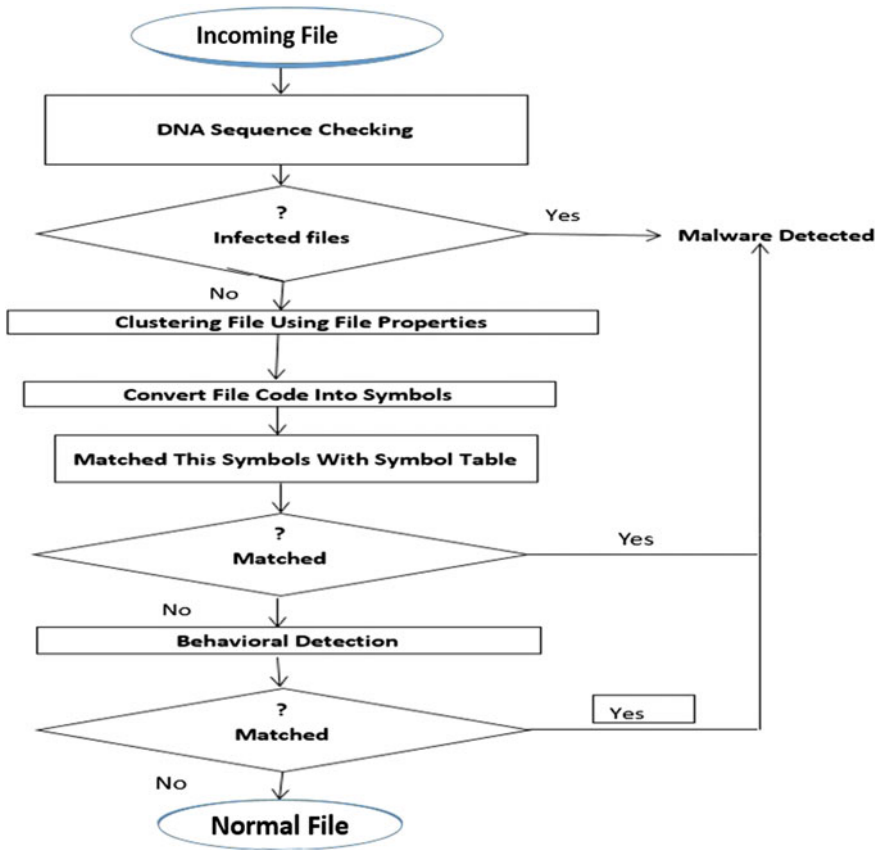 Incoming File
DNA Sequence Checking
?
Infected files
Yes
Malware Detected
No
Clustering File Using File Properties
Convert File Code Into Symbols
Matched This Symbols With Symbol Table
?
Matched
Yes
No
Behavioral Detection
?
Matched
Yes
No
Normal File